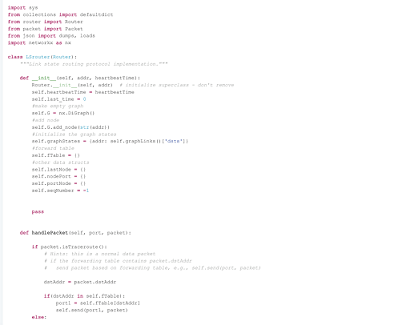 import sys
from collections import defaultdict
from router import Router
from packet import Packet
from json import dumps, loads
import networkx as nx
class LSrouter(Router):
"""Link state routing protocol implementation."""
def __init__(self, addr, heartbeatTime):
Router.__init__(self, addr)  # initialize superclass - don't remove
self.heartbeatTime = heartbeatTime
self.last_time = 0
#make empty graph
self.G = nx.DiGraph()
#add node
self.G.add_node(str(addr))
#initialize the graph states
self.graphStates = {addr:
#forward table
self.fTable = {}
#other data structs
self.lastNode = {}
self.nodePort = {}
self.portNode = {}
self.seqNumber = -1
pass
def handlePacket(self, port, packet):
if packet.isTraceroute():
# Hints: this is a normal data packet
# if the forwarding table contains packet.dstAddr
#   send packet based on forwarding table, e.g., self.send(port, packet)
dstAddr = packet.dstAddr
if(dstAddr in self.fTable):
port1 = self.fTable[dstAddr]
self.send(port1, packet)
else: